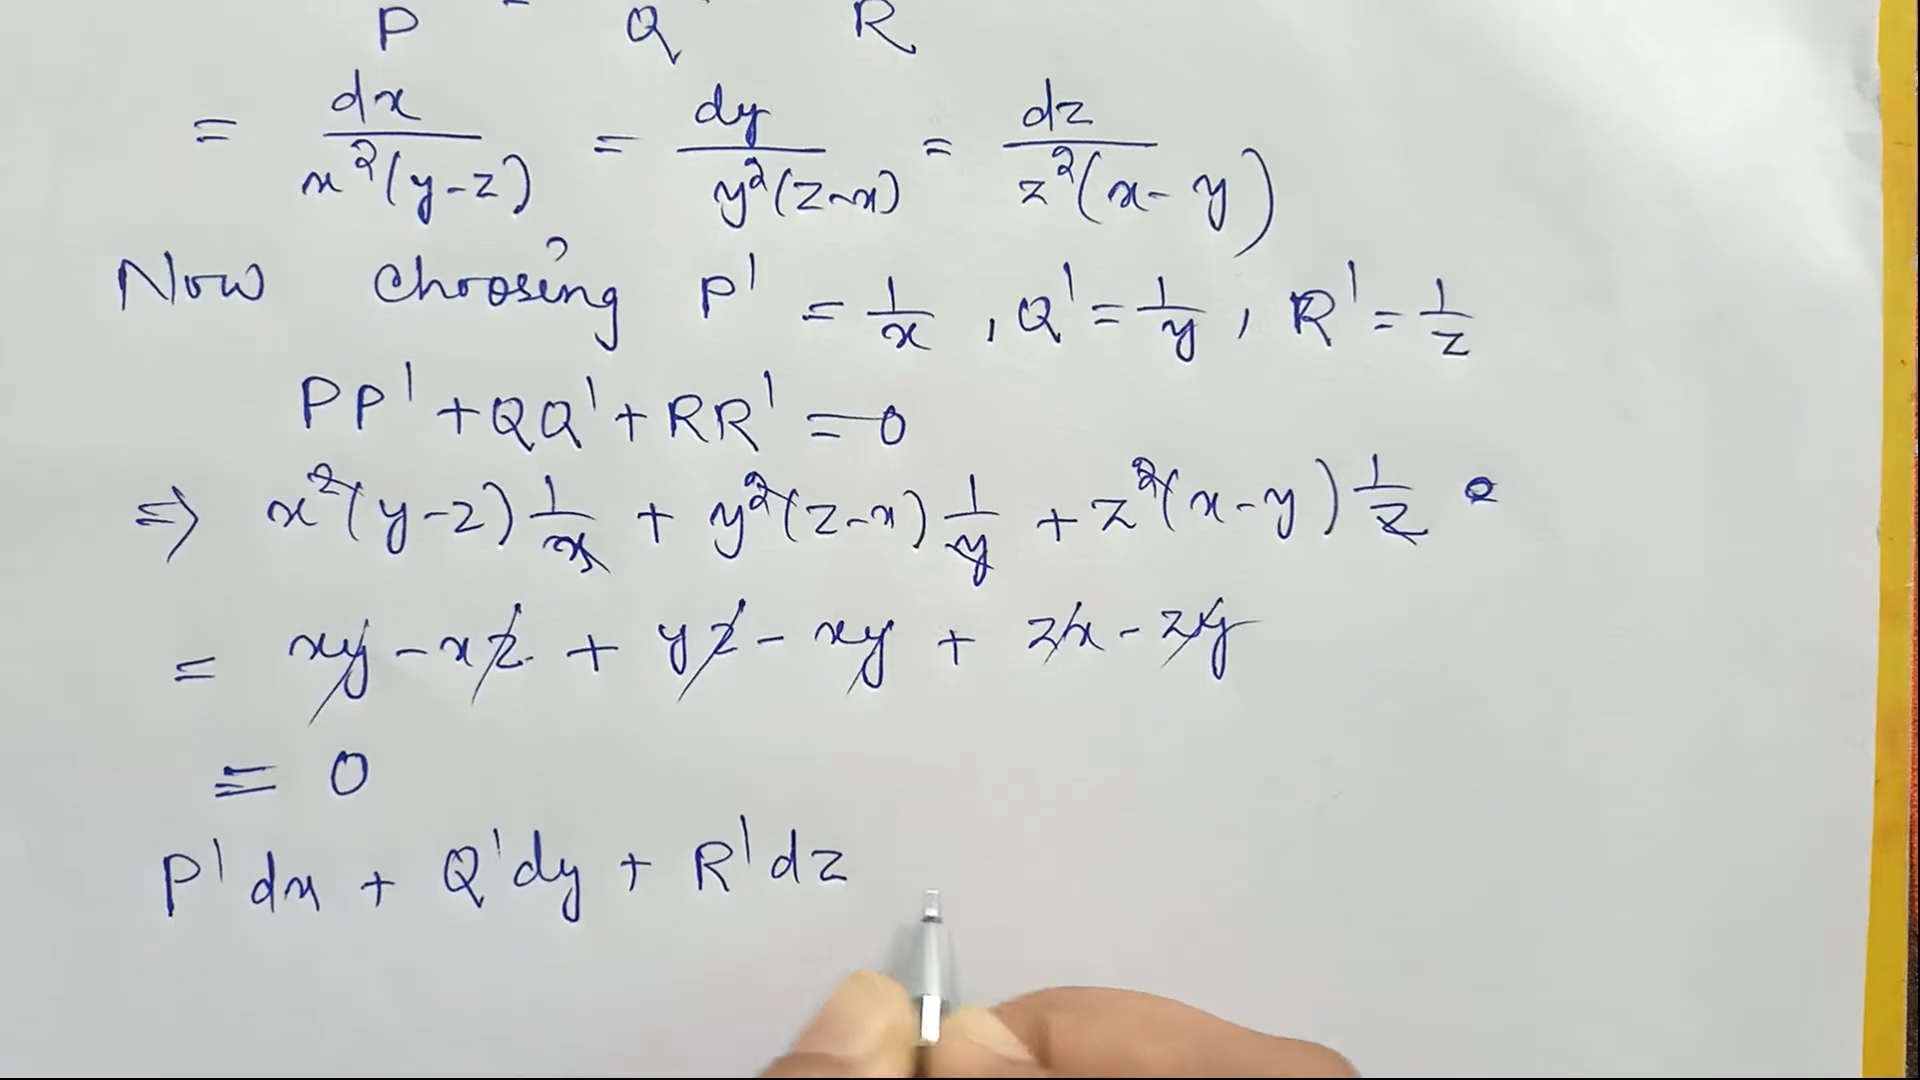 P Q R
= dx/x²(y-z) = dy/y²(z-x) = dz/z²(x-y)
Now choosing P' = 1/x , Q' = 1/y , R' = 1/z
PP' + QQ' + RR' = 0
⇒ x²(y-z) 1/x + y²(z-x) 1/y + z²(x-y) 1/z
= xy - xz + yz - xy + zx - zy
= 0
P'dx + Q'dy + R'dz